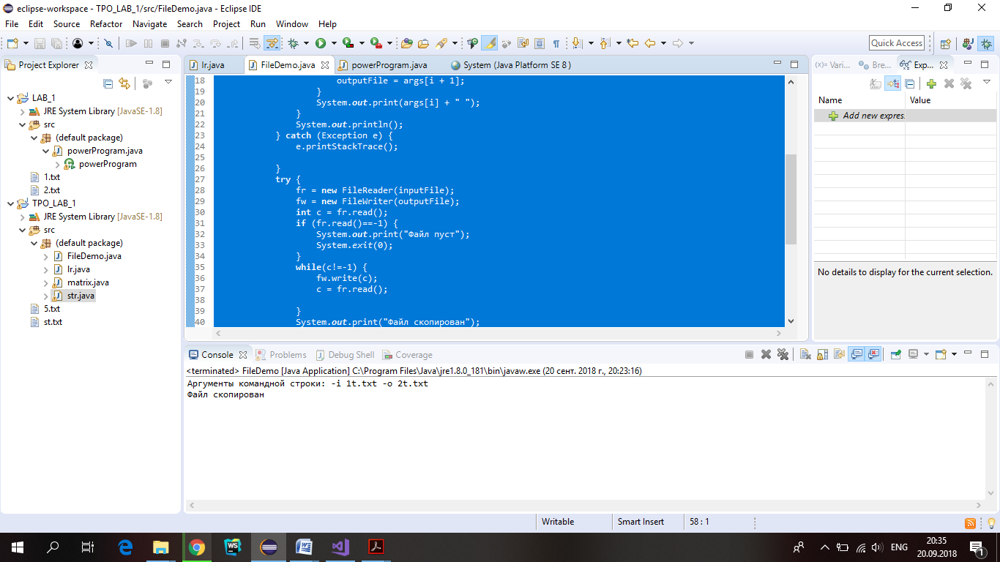 eclipse-workspace - TPO_LAB_1/src/FileDemo.java - Eclipse IDE
File Edit Source Refactor Navigate Search Project Run Window Help
Quick Access
Project Explorer
LAB_1
JRE System Library [JavaSE-1.8]
src
(default package)
powerProgram.java
powerProgram
1.txt
2.txt
TPO_LAB_1
JRE System Library [JavaSE-1.8]
src
(default package)
FileDemo.java
matrix.java
str.java
5.txt
st.txt
FileDemo.java
powerProgram.java
System (Java Platform SE 8 )
18 outputFile = args[i + 1];
19 }
20 System.out.print(args[i] + " ");
21 }
22 System.out.println();
23 } catch (Exception e) {
24 e.printStackTrace();
25
26 }
27 try {
28 fr = new FileReader(inputFile);
29 fw = new FileWriter(outputFile);
30 int c = fr.read();
31 if (fr.read()==-1) {
32 System.out.print("Файл пуст");
33 System.exit(0);
34 }
35 while(c!=-1) {
36 fw.write(c);
37 c = fr.read();
38
39 }
40 System.out.print("Файл скопирован");
(x)= Vari...
Bre...
Exp...
Name Value
Add new expres.
No details to display for the current selection.
Console Problems Debug Shell Coverage
<terminated> FileDemo [Java Application] C:\Program Files\Java\jre1.8.0_181\bin\javaw.exe (20 сент. 2018 г., 20:23:16)
Аргументы командной строки: -i 1t.txt -o 2t.txt
Файл скопирован
Writable Smart Insert 58 : 1
WS
ENG
20:35
20.09.2018
1